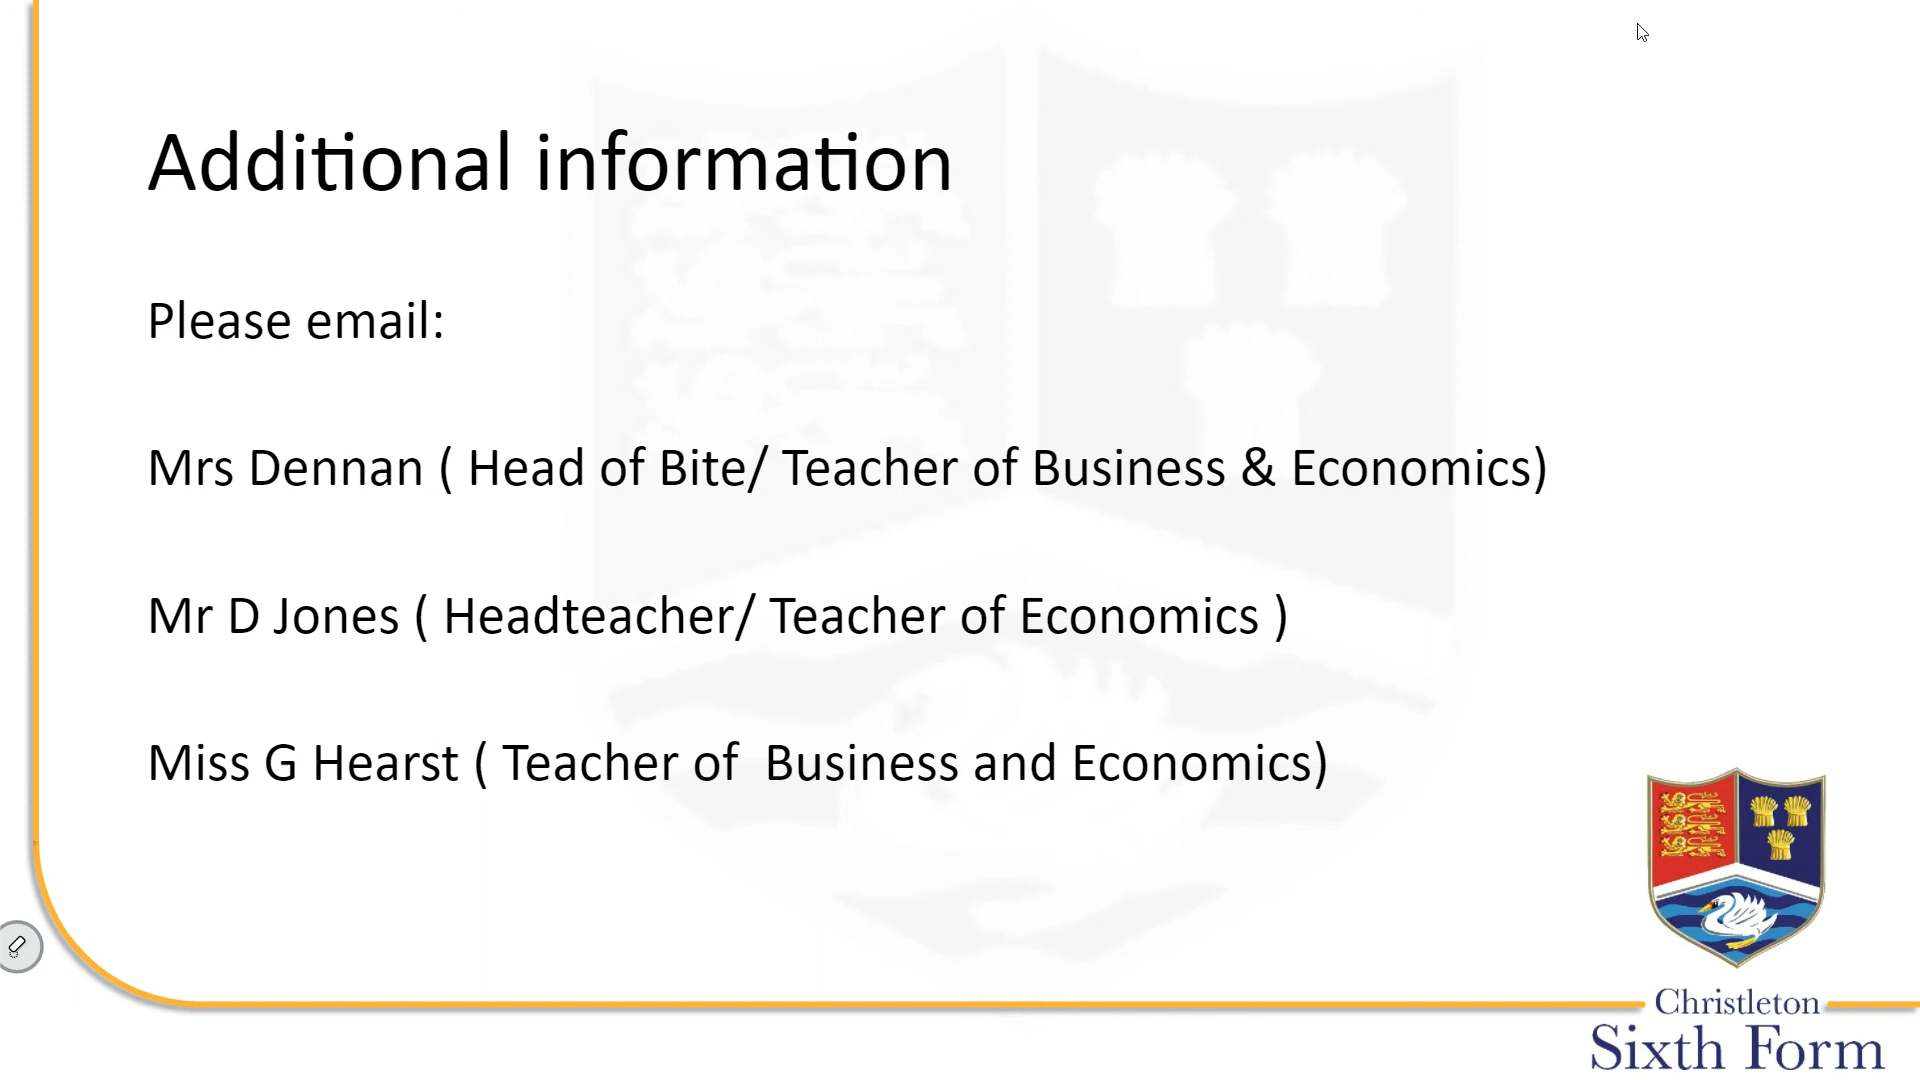 Additional information
Please email:
Mrs Dennan ( Head of Bite/ Teacher of Business & Economics)
Mr D Jones ( Headteacher/ Teacher of Economics )
Miss G Hearst ( Teacher of  Business and Economics)
Christleton
Sixth Form